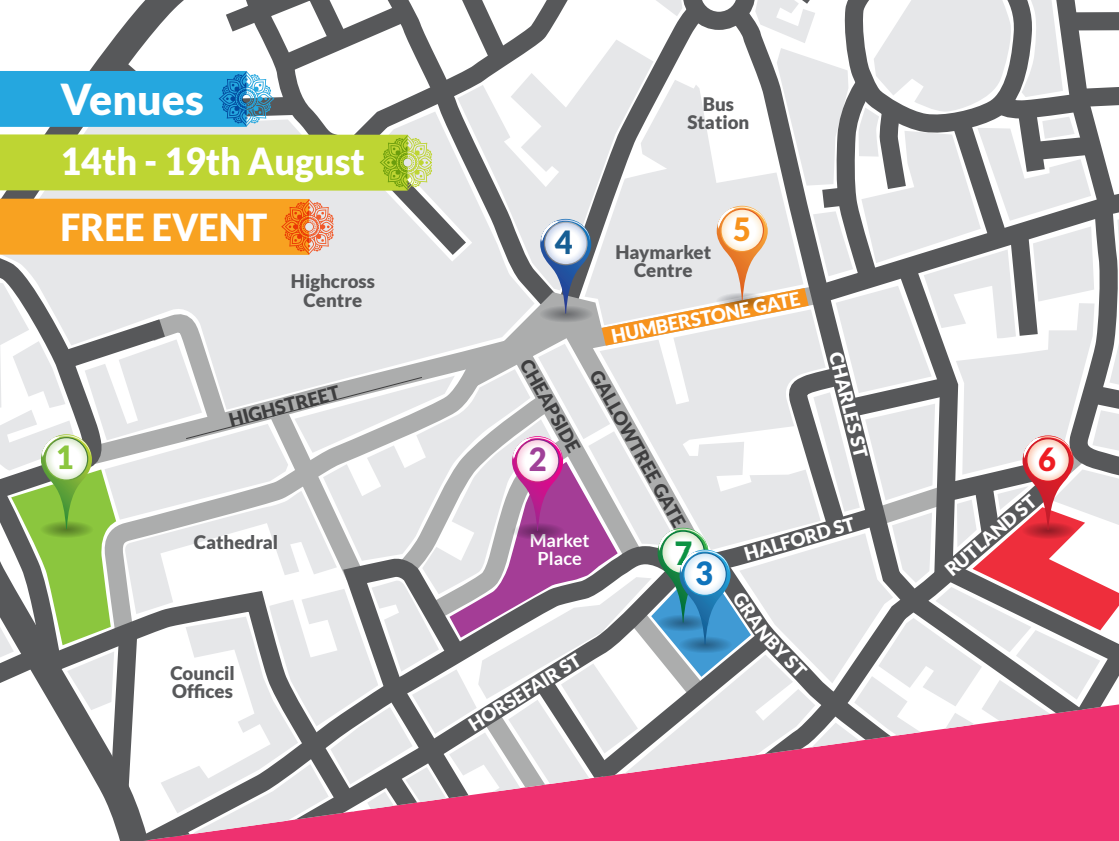 Venues
14th - 19th August
FREE EVENT
Bus
Station
4
5
Haymarket
Centre
Highcross
Centre
HUMBERSTONE GATE
CHARLES ST
CHEAPSIDE
GALLOWTREE GATE
HIGHSTREET
1
2
6
Cathedral
Market
Place
7
3
HALFORD ST
RUTLAND ST
GRANBY ST
Council
Offices
HORSEFAIR ST